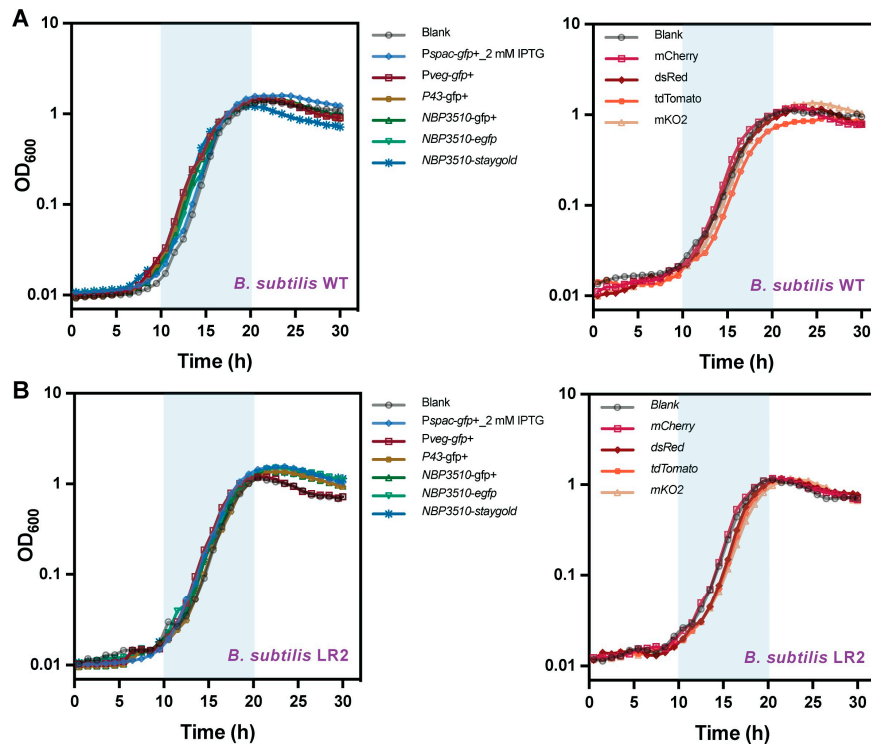 A
OD600
10
1
0.1
0.01
0 5 10 15 20 25 30
Time (h)
B. subtilis WT
Blank
Pspac-gfp+_2 mM IPTG
Pveg-gfp+
P43-gfp+
NBP3510-gfp+
NBP3510-egfp
NBP3510-staygold
10
1
0.1
0.01
0 5 10 15 20 25 30
Time (h)
B. subtilis WT
Blank
mCherry
dsRed
tdTomato
mKO2
B
OD600
10
1
0.1
0.01
0 5 10 15 20 25 30
Time (h)
B. subtilis LR2
Blank
Pspac-gfp+_2 mM IPTG
Pveg-gfp+
P43-gfp+
NBP3510-gfp+
NBP3510-egfp
NBP3510-staygold
10
1
0.1
0.01
0 5 10 15 20 25 30
Time (h)
B. subtilis LR2
Blank
mCherry
dsRed
tdTomato
mKO2